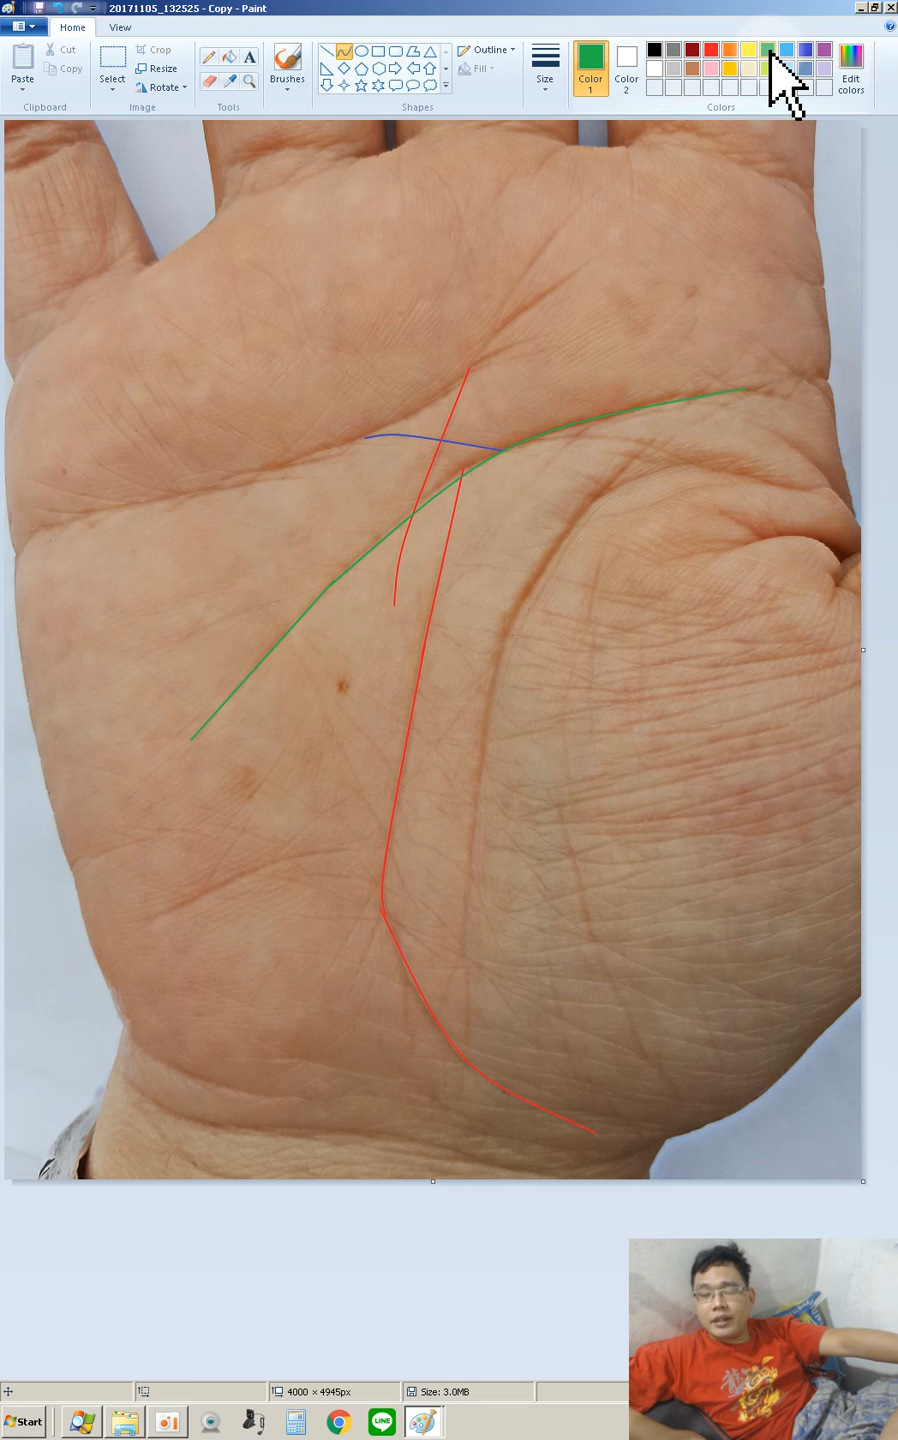 20171105_132525 - Copy - Paint
Home View
Paste
Cut
Copy
Clipboard
Select
Crop
Resize
Rotate
Image
Tools
Brushes
Shapes
Outline
Fill
Size
Color 1
Color 2
Edit colors
Colors
4000 × 4945px
Size: 3.0MB
Start
LINE